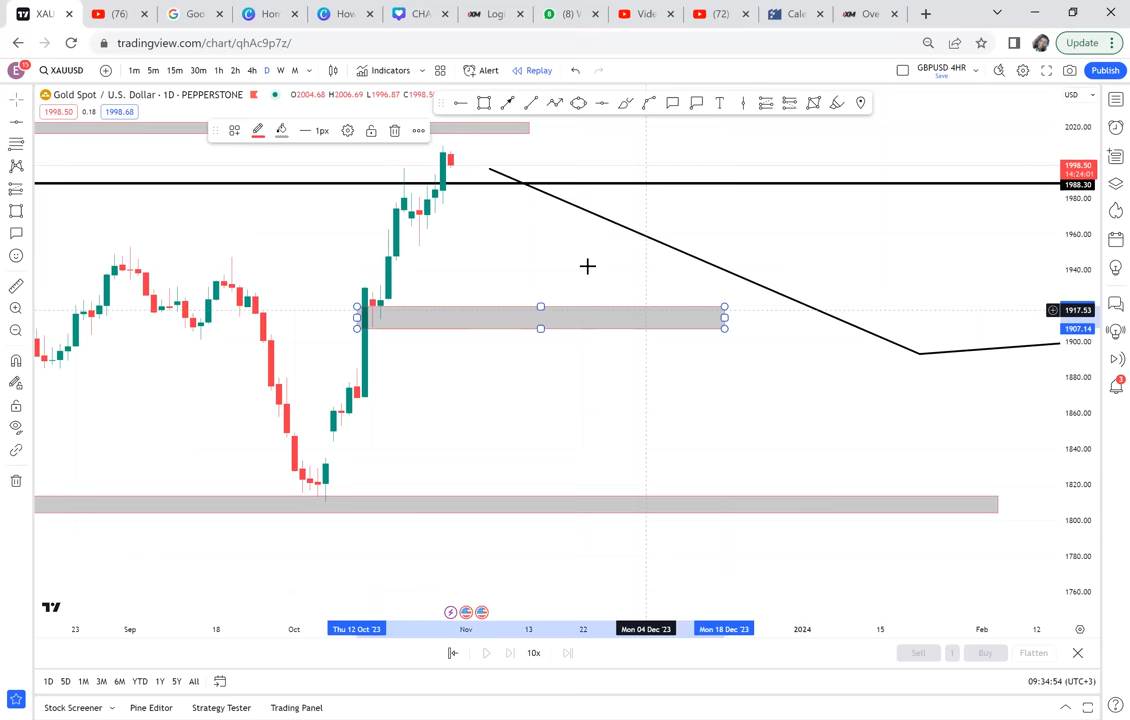 XAU
(76)
Goo
Hon
How
CHA
Logi
(8) V
Vide
(72)
Cale
Ove
tradingview.com/chart/qhAc9p7z/
Update
E 15 XAUUSD 1m 5m 15m 30m 1h 2h 4h D W M Indicators Alert Replay GBPUSD 4HR Save Publish
Gold Spot / U.S. Dollar · 1D · PEPPERSTONE O2004.68 H2006.69 L1996.87 C1998.50 USD
1998.50 0.18 1998.68
1px
T
2020.00
1998.50
14:24:01
1988.30
1980.00
1960.00
1940.00
1917.53
1907.14
1900.00
1880.00
1860.00
1840.00
1820.00
1800.00
1780.00
1760.00
3
23 Sep 18 Oct Thu 12 Oct '23 Nov 13 22 Mon 04 Dec '23 Mon 18 Dec '23 2024 15 Feb 12
10x Sell 1 Buy Flatten
1D 5D 1M 3M 6M YTD 1Y 5Y All 09:34:54 (UTC+3)
Stock Screener Pine Editor Strategy Tester Trading Panel